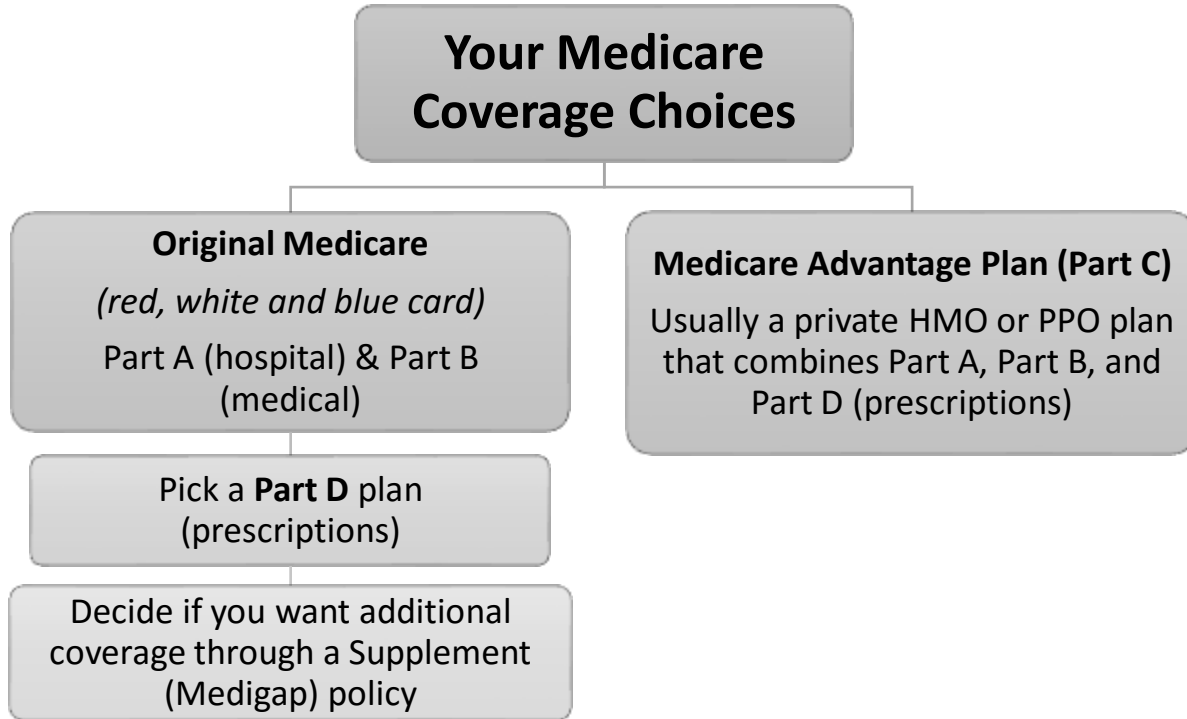 Your Medicare
Coverage Choices
Original Medicare
(red, white and blue card)
Part A (hospital) & Part B
(medical)
Pick a Part D plan
(prescriptions)
Decide if you want additional
coverage through a Supplement
(Medigap) policy
Medicare Advantage Plan (Part C)
Usually a private HMO or PPO plan
that combines Part A, Part B, and
Part D (prescriptions)